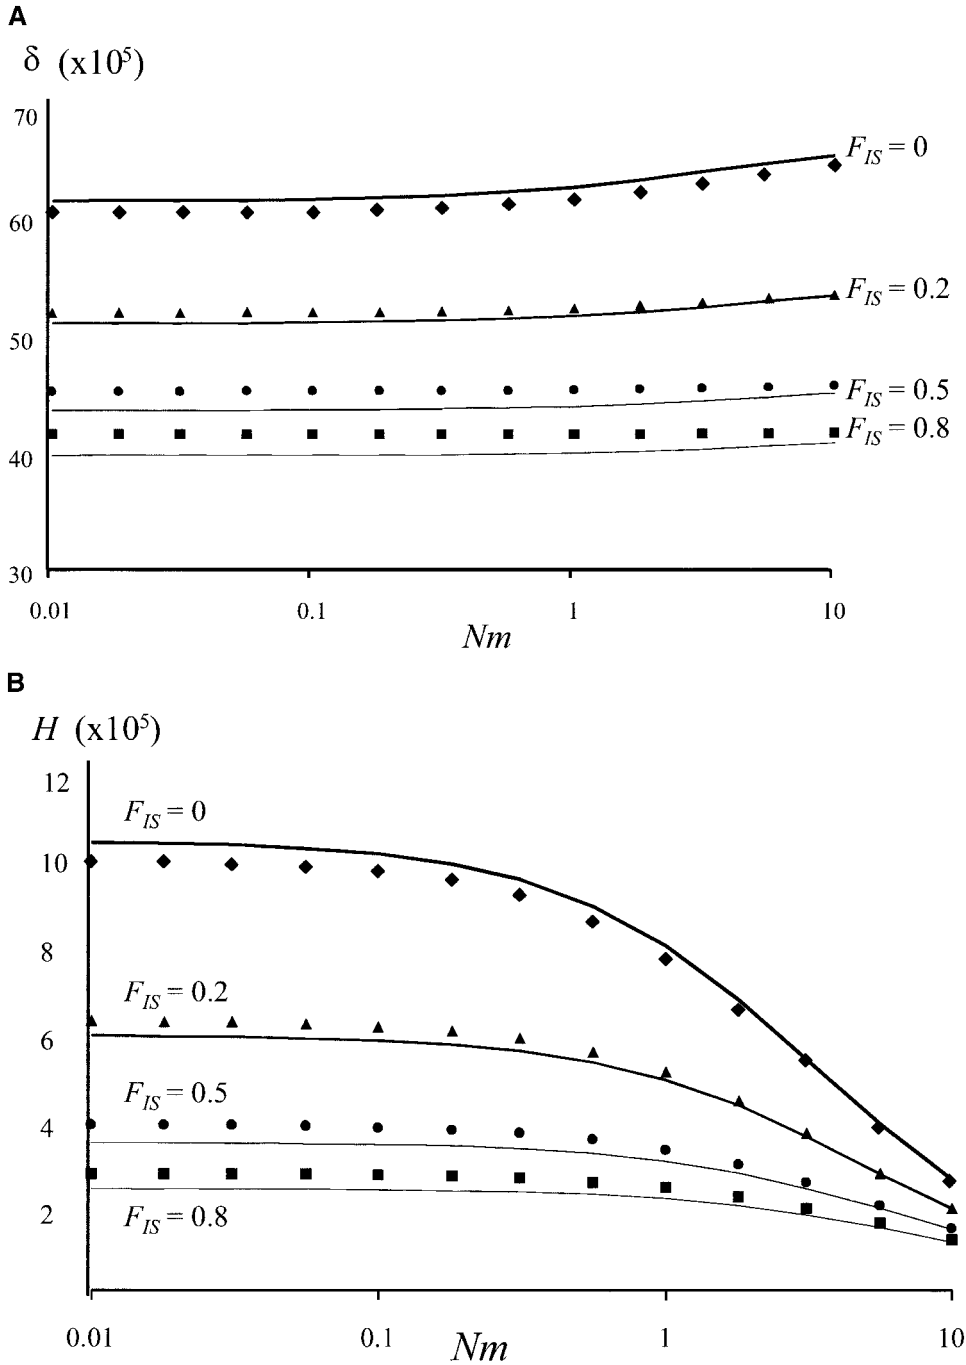 A
δ (x10⁵)
70
F_IS = 0
60
F_IS = 0.2
50
F_IS = 0.5
F_IS = 0.8
40
30
0.01 0.1 1 10
Nm
B
H (x10⁵)
12
F_IS = 0
10
8
F_IS = 0.2
6
F_IS = 0.5
4
2
F_IS = 0.8
0.01 0.1 1 10
Nm